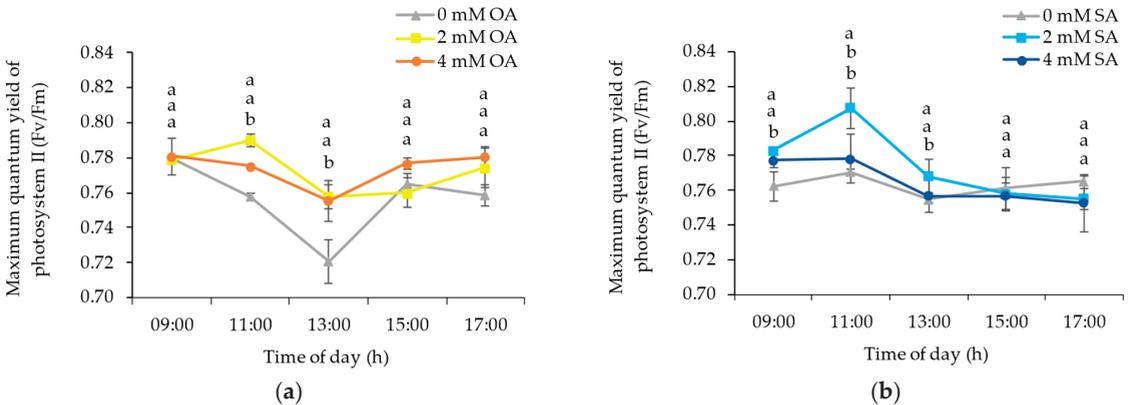 0 mM OA
2 mM OA
4 mM OA
Maximum quantum yield of
photosystem II (Fv/Fm)
0.84
0.82
0.80
0.78
0.76
0.74
0.72
0.70
a
a
a
a
a
b
a
a
b
a
a
a
a
a
a
09:00 11:00 13:00 15:00 17:00
Time of day (h)
(a)
0 mM SA
2 mM SA
4 mM SA
Maximum quantum yield of
photosystem II (Fv/Fm)
0.84
0.82
0.80
0.78
0.76
0.74
0.72
0.70
a
a
b
a
b
b
a
a
b
a
a
a
a
a
a
09:00 11:00 13:00 15:00 17:00
Time of day (h)
(b)